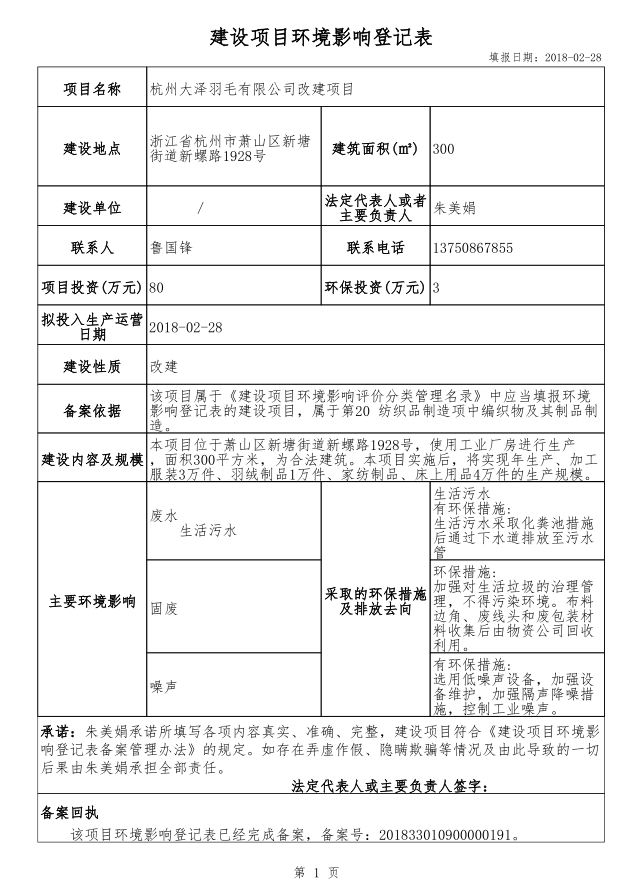 建设项目环境影响登记表
填报日期：2018-02-28
项目名称
杭州大泽羽毛有限公司改建项目
建设地点
浙江省杭州市萧山区新塘
街道新螺路1928号
建筑面积(㎡)
300
建设单位
/
法定代表人或者
主要负责人
朱美娟
联系人
鲁国锋
联系电话
13750867855
项目投资(万元)
80
环保投资(万元)
3
拟投入生产运营
日期
2018-02-28
建设性质
改建
备案依据
该项目属于《建设项目环境影响评价分类管理名录》中应当填报环境
影响登记表的建设项目，属于第20 纺织品制造项中编织物及其制品制
造。
建设内容及规模
本项目位于萧山区新塘街道新螺路1928号，使用工业厂房进行生产
，面积300平方米，为合法建筑。本项目实施后，将实现年生产、加工
服装3万件、羽绒制品1万件、家纺制品、床上用品4万件的生产规模。
主要环境影响
废水
生活污水
采取的环保措施
及排放去向
生活污水
有环保措施：
生活污水采取化粪池措施
后通过下水道排放至污水
管
固废
环保措施：
加强对生活垃圾的治理管
理，不得污染环境。布料
边角、废线头和废包装材
料收集后由物资公司回收
利用。
噪声
有环保措施：
选用低噪声设备，加强设
备维护，加强隔声降噪措
施，控制工业噪声。
承诺：朱美娟承诺所填写各项内容真实、准确、完整，建设项目符合《建设项目环境影
响登记表备案管理办法》的规定。如存在弄虚作假、隐瞒欺骗等情况及由此导致的一切
后果由朱美娟承担全部责任。
法定代表人或主要负责人签字：
备案回执
该项目环境影响登记表已经完成备案，备案号：201833010900000191。
第 1 页